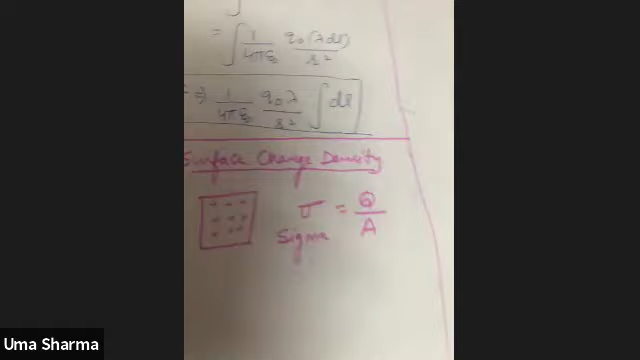 = ∫ 1/4πε₀ q₀(λdl)/r²
⇒ 1/4πε₀ q₀λ/r² ∫dl
Surface Charge Density
σ = Q/A
Sigma
Uma Sharma